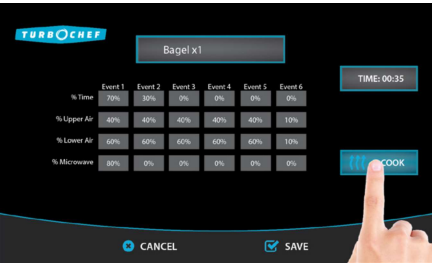 TURBOCHEF
Bagel x1
TIME: 00:35
Event 1 Event 2 Event 3 Event 4 Event 5 Event 6
% Time 70% 30% 0% 0% 0% 0%
% Upper Air 40% 40% 40% 40% 40% 10%
% Lower Air 60% 60% 60% 60% 60% 10%
% Microwave 80% 0% 0% 0% 0% 0%
COOK
CANCEL SAVE